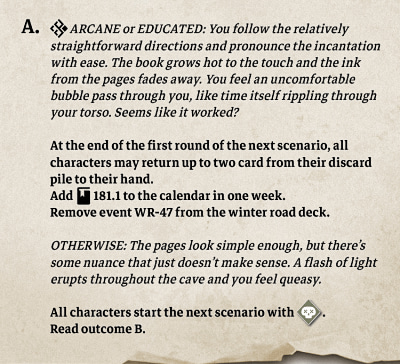 A. ARCANE or EDUCATED: You follow the relatively
straightforward directions and pronounce the incantation
with ease. The book grows hot to the touch and the ink
from the pages fades away. You feel an uncomfortable
bubble pass through you, like time itself rippling through
your torso. Seems like it worked?
At the end of the first round of the next scenario, all
characters may return up to two card from their discard
pile to their hand.
Add 181.1 to the calendar in one week.
Remove event WR-47 from the winter road deck.
OTHERWISE: The pages look simple enough, but there's
some nuance that just doesn't make sense. A flash of light
erupts throughout the cave and you feel queasy.
All characters start the next scenario with .
Read outcome B.